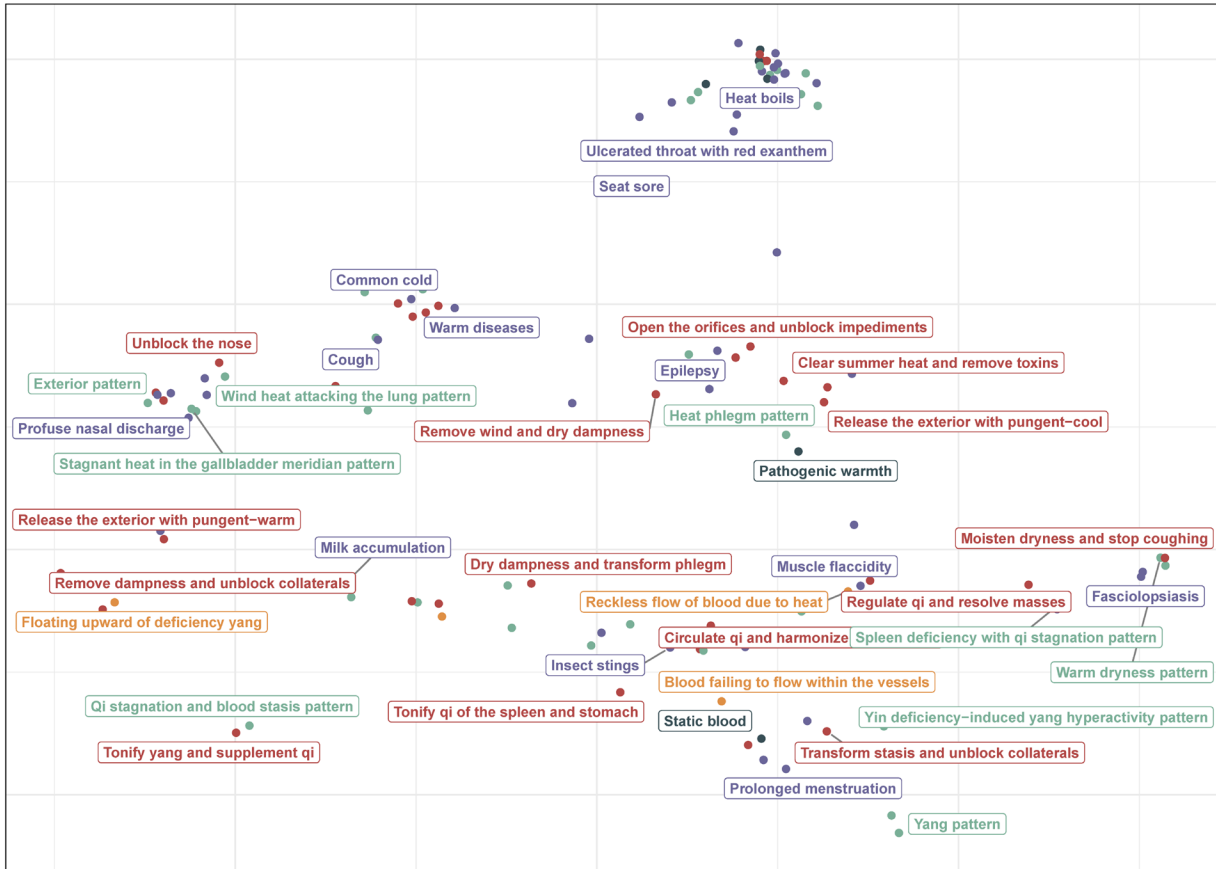 Heat boils
Ulcerated throat with red exanthem
Seat sore
Common cold
Warm diseases
Open the orifices and unblock impediments
Unblock the nose
Cough
Epilepsy
Clear summer heat and remove toxins
Exterior pattern
Wind heat attacking the lung pattern
Heat phlegm pattern
Release the exterior with pungent−cool
Profuse nasal discharge
Remove wind and dry dampness
Stagnant heat in the gallbladder meridian pattern
Pathogenic warmth
Release the exterior with pungent−warm
Moisten dryness and stop coughing
Milk accumulation
Dry dampness and transform phlegm
Muscle flaccidity
Remove dampness and unblock collaterals
Fasciolopsiasis
Reckless flow of blood due to heat
Regulate qi and resolve masses
Floating upward of deficiency yang
Circulate qi and harmonize
Spleen deficiency with qi stagnation pattern
Insect stings
Warm dryness pattern
Blood failing to flow within the vessels
Qi stagnation and blood stasis pattern
Tonify qi of the spleen and stomach
Static blood
Yin deficiency−induced yang hyperactivity pattern
Tonify yang and supplement qi
Transform stasis and unblock collaterals
Prolonged menstruation
Yang pattern